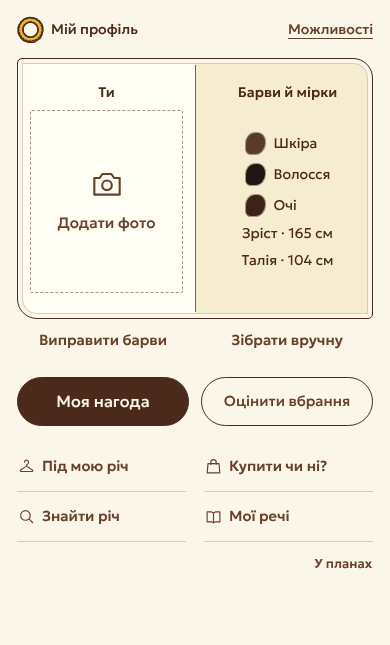 Мій профіль
Можливості
Ти
Барви й мірки
Додати фото
Шкіра
Волосся
Очі
Зріст · 165 см
Талія · 104 см
Виправити барви
Зібрати вручну
Моя нагода
Оцінити вбрання
Під мою річ
Купити чи ні?
Знайти річ
Мої речі
У планах